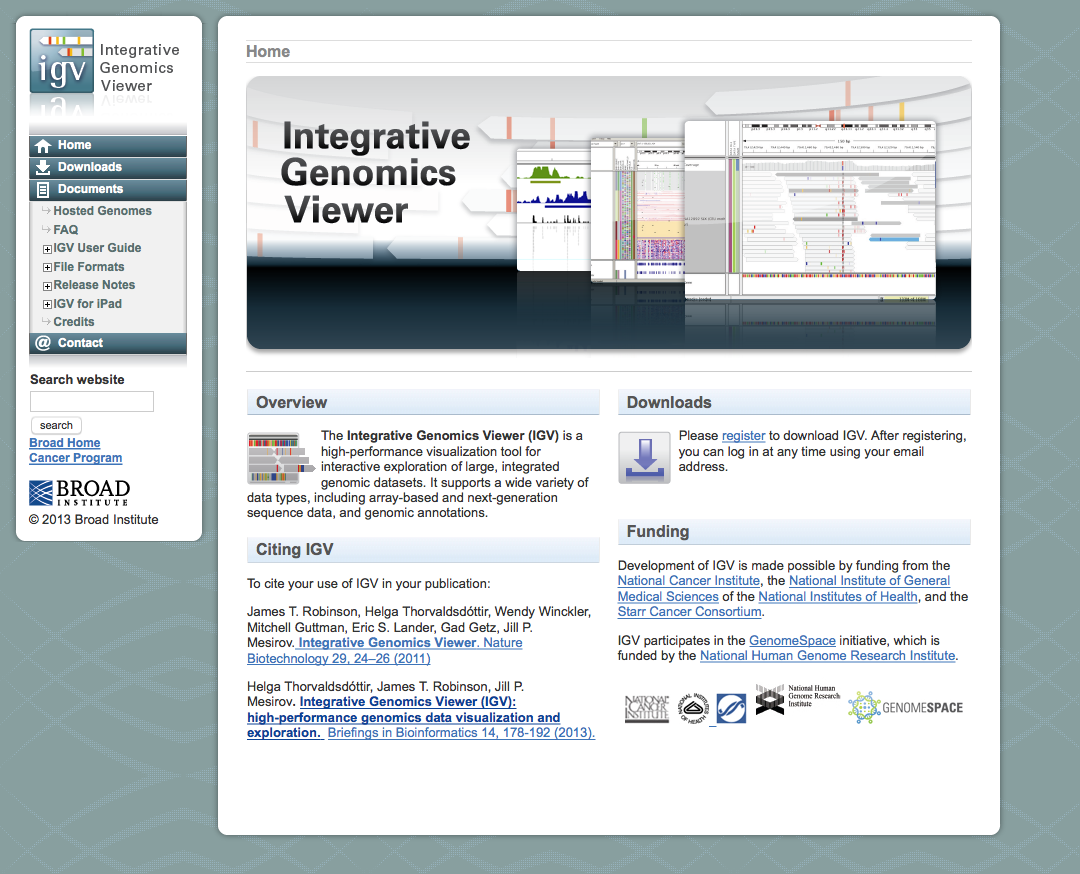 igv
Integrative
Genomics
Viewer
Home
Downloads
Documents
Hosted Genomes
FAQ
IGV User Guide
File Formats
Release Notes
IGV for iPad
Credits
@ Contact
Search website
search
Broad Home
Cancer Program
BROAD
INSTITUTE
© 2013 Broad Institute
Home
Integrative
Genomics
Viewer
Overview
The Integrative Genomics Viewer (IGV) is a
high-performance visualization tool for
interactive exploration of large, integrated
genomic datasets. It supports a wide variety of
data types, including array-based and next-generation
sequence data, and genomic annotations.
Citing IGV
To cite your use of IGV in your publication:
James T. Robinson, Helga Thorvaldsdóttir, Wendy Winckler,
Mitchell Guttman, Eric S. Lander, Gad Getz, Jill P.
Mesirov. Integrative Genomics Viewer. Nature
Biotechnology 29, 24–26 (2011)
Helga Thorvaldsdóttir, James T. Robinson, Jill P.
Mesirov. Integrative Genomics Viewer (IGV):
high-performance genomics data visualization and
exploration. Briefings in Bioinformatics 14, 178-192 (2013).
Downloads
Please register to download IGV. After registering,
you can log in at any time using your email
address.
Funding
Development of IGV is made possible by funding from the
National Cancer Institute, the National Institute of General
Medical Sciences of the National Institutes of Health, and the
Starr Cancer Consortium.
IGV participates in the GenomeSpace initiative, which is
funded by the National Human Genome Research Institute.
NATIONAL
CANCER
INSTITUTE
NATIONAL INSTITUTES
OF HEALTH
National Human
Genome Research
Institute
GENOMESPACE